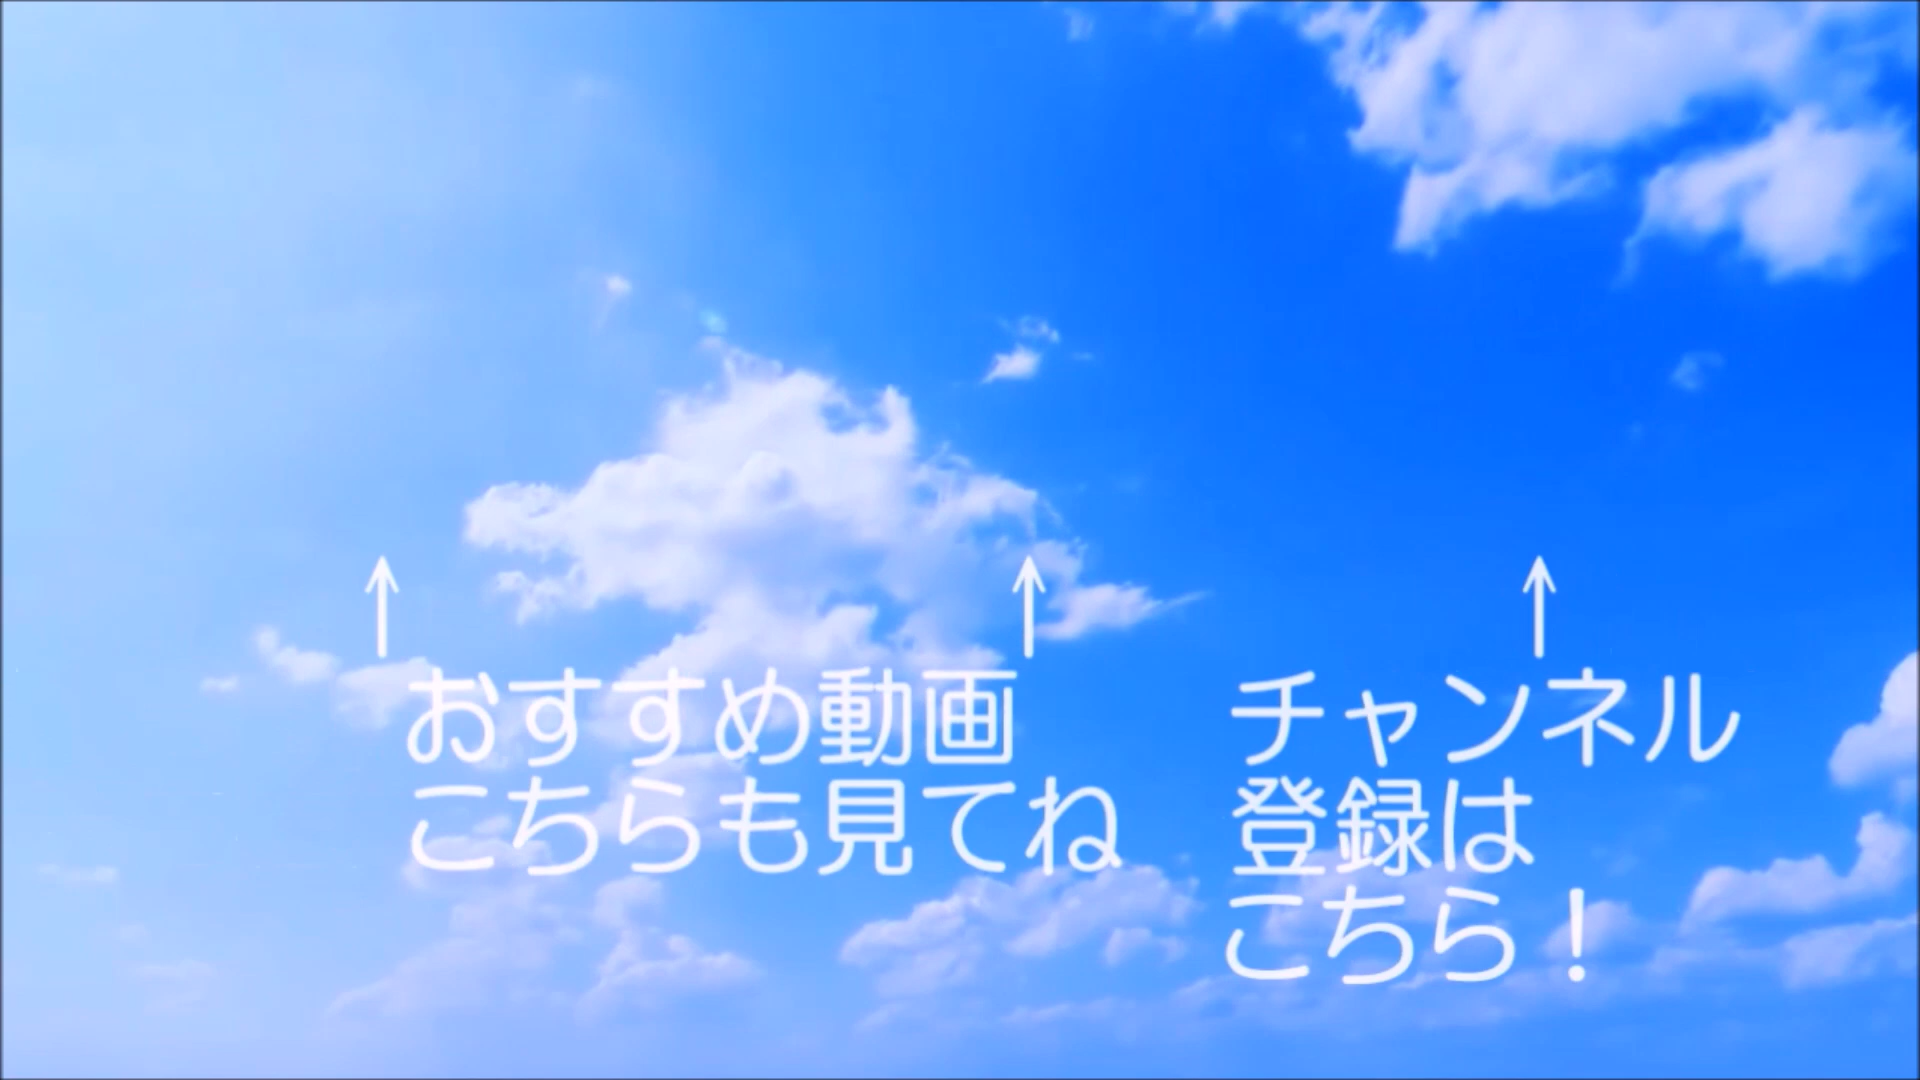 ↑ ↑
おすすめ動画
こちらも見てね
↑
チャンネル
登録は
こちら！